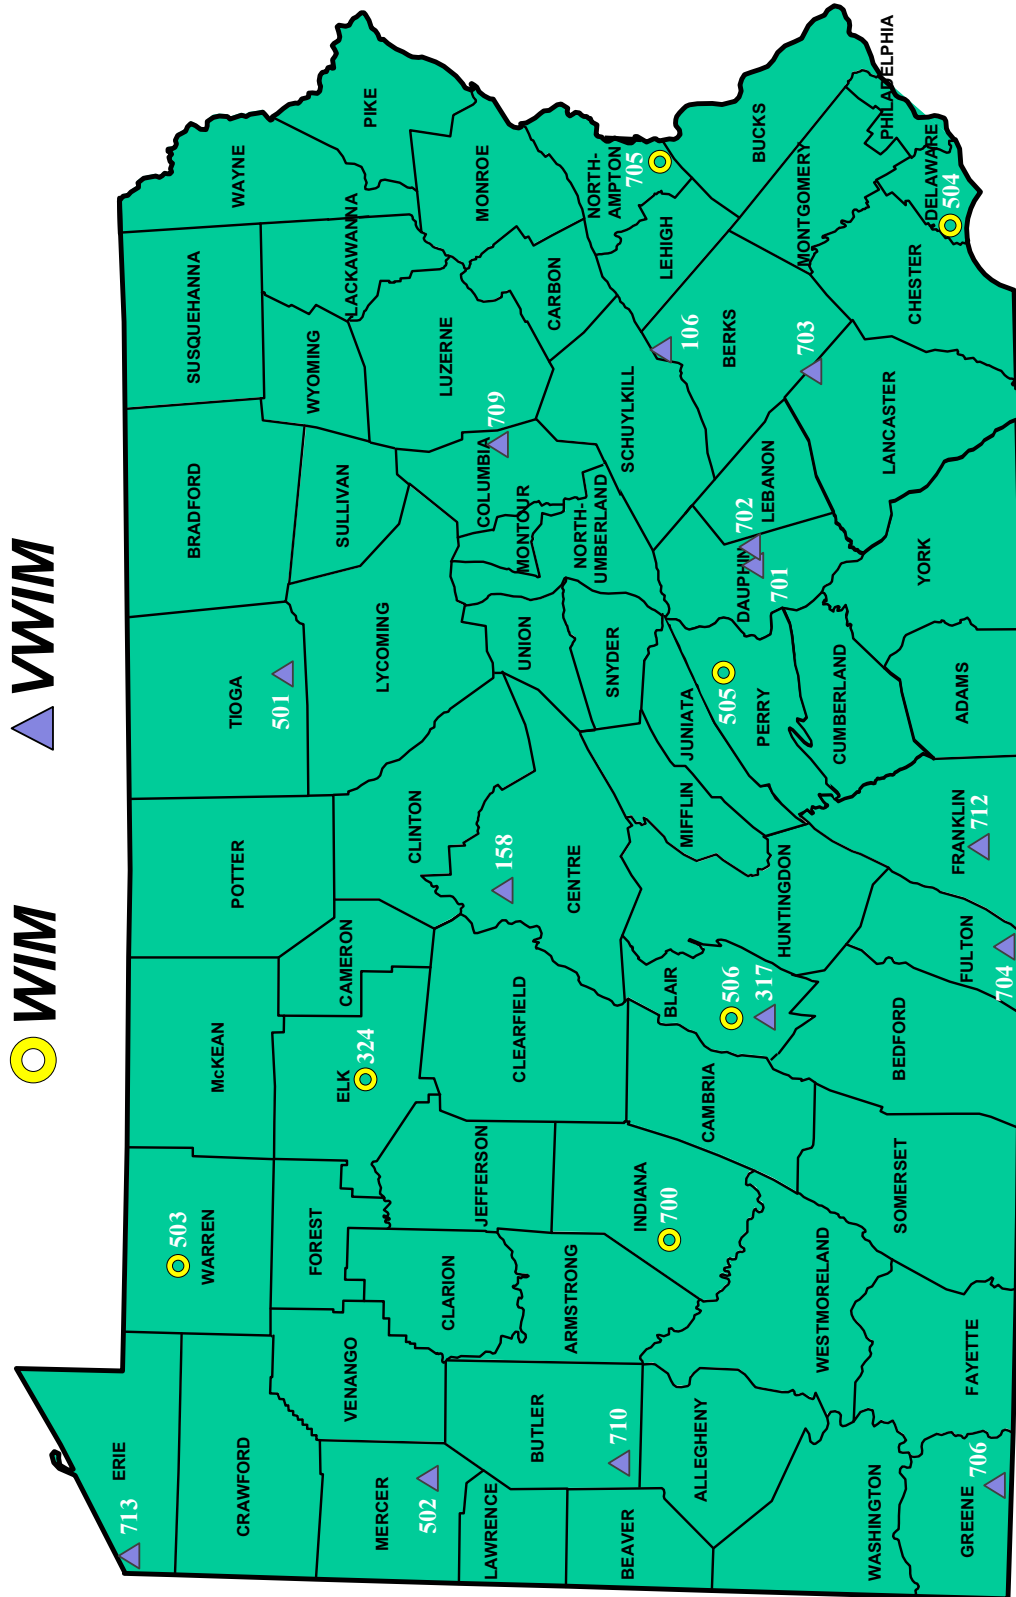 WIM
VWIM
ERIE
713
CRAWFORD
WARREN
503
McKEAN
POTTER
TIOGA
501
BRADFORD
SUSQUEHANNA
WAYNE
PIKE
LACKAWANNA
WYOMING
SULLIVAN
LYCOMING
CLINTON
CAMERON
ELK
324
FOREST
VENANGO
MERCER
502
LAWRENCE
BUTLER
710
CLARION
JEFFERSON
CLEARFIELD
CENTRE
158
UNION
MONTOUR
COLUMBIA
709
LUZERNE
MONROE
CARBON
NORTH-
AMPTON
705
LEHIGH
SCHUYLKILL
106
NORTH-
UMBERLAND
SNYDER
JUNIATA
MIFFLIN
HUNTINGDON
BLAIR
506
317
CAMBRIA
INDIANA
700
ARMSTRONG
BEAVER
ALLEGHENY
WESTMORELAND
WASHINGTON
GREENE
706
FAYETTE
SOMERSET
BEDFORD
FULTON
704
FRANKLIN
712
PERRY
505
CUMBERLAND
ADAMS
YORK
DAUPHIN
701
702
LEBANON
LANCASTER
BERKS
703
CHESTER
MONTGOMERY
BUCKS
DELAWARE
504
PHILADELPHIA